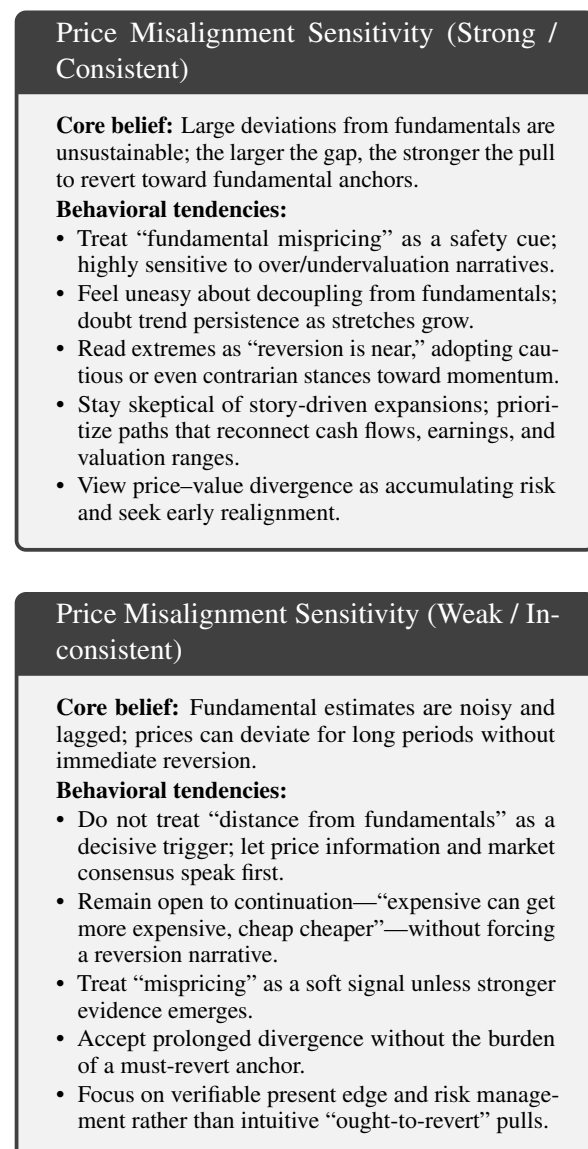 Price Misalignment Sensitivity (Strong /
Consistent)
Core belief: Large deviations from fundamentals are
unsustainable; the larger the gap, the stronger the pull
to revert toward fundamental anchors.
Behavioral tendencies:
• Treat “fundamental mispricing” as a safety cue;
highly sensitive to over/undervaluation narratives.
• Feel uneasy about decoupling from fundamentals;
doubt trend persistence as stretches grow.
• Read extremes as “reversion is near,” adopting cau-
tious or even contrarian stances toward momentum.
• Stay skeptical of story-driven expansions; priori-
tize paths that reconnect cash flows, earnings, and
valuation ranges.
• View price–value divergence as accumulating risk
and seek early realignment.
Price Misalignment Sensitivity (Weak / In-
consistent)
Core belief: Fundamental estimates are noisy and
lagged; prices can deviate for long periods without
immediate reversion.
Behavioral tendencies:
• Do not treat “distance from fundamentals” as a
decisive trigger; let price information and market
consensus speak first.
• Remain open to continuation—“expensive can get
more expensive, cheap cheaper”—without forcing
a reversion narrative.
• Treat “mispricing” as a soft signal unless stronger
evidence emerges.
• Accept prolonged divergence without the burden
of a must-revert anchor.
• Focus on verifiable present edge and risk manage-
ment rather than intuitive “ought-to-revert” pulls.